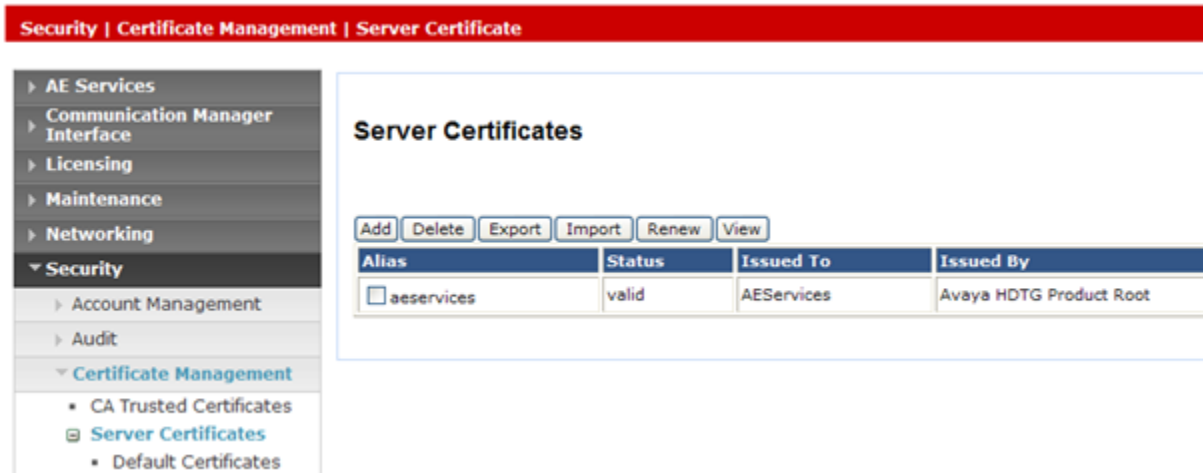 Security | Certificate Management | Server Certificate
AE Services
Communication Manager
Interface
Licensing
Maintenance
Networking
Security
Account Management
Audit
Certificate Management
CA Trusted Certificates
Server Certificates
Default Certificates
Server Certificates
Add Delete Export Import Renew View
Alias Status Issued To Issued By
aeservices valid AEServices Avaya HDTG Product Root